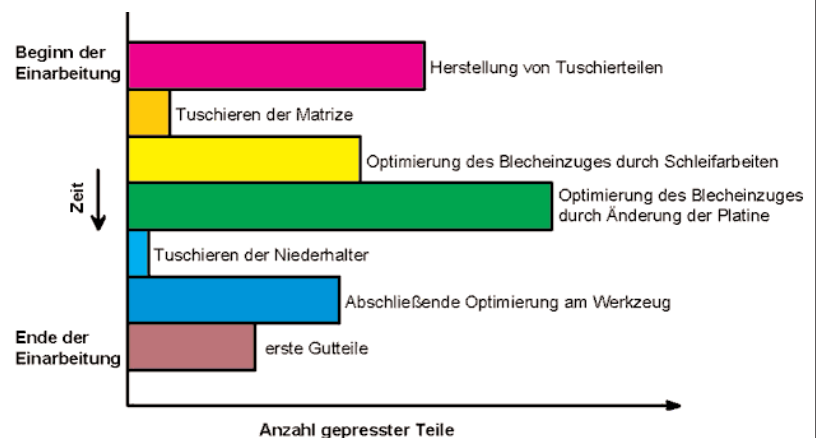 Beginn der
Einarbeitung
Herstellung von Tuschierteilen
Tuschieren der Matrize
Optimierung des Blecheinzuges durch Schleifarbeiten
Zeit
Optimierung des Blecheinzuges
durch Änderung der Platine
Tuschieren der Niederhalter
Abschließende Optimierung am Werkzeug
Ende der
Einarbeitung
erste Gutteile
Anzahl gepresster Teile